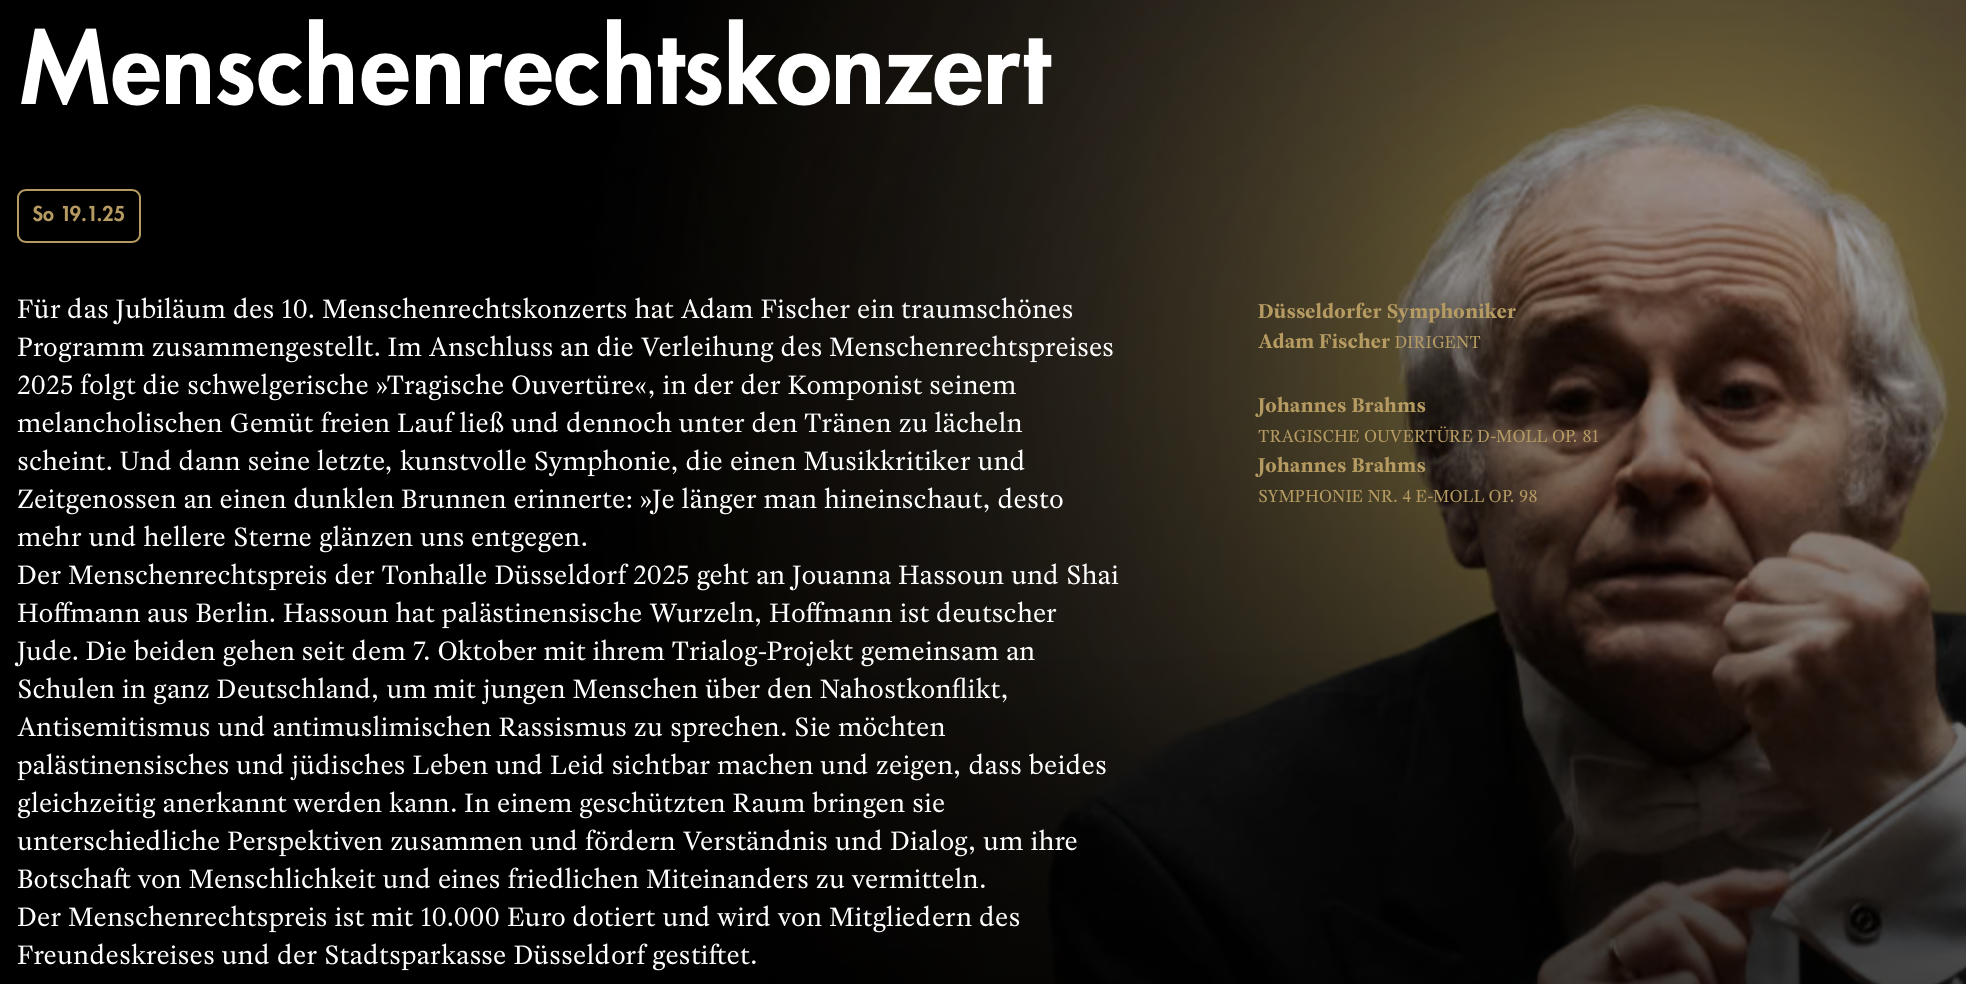 Menschenrechtskonzert
So 19.1.25
Für das Jubiläum des 10. Menschenrechtskonzerts hat Adam Fischer ein traumschönes
Programm zusammengestellt. Im Anschluss an die Verleihung des Menschenrechtspreises
2025 folgt die schwelgerische »Tragische Ouvertüre«, in der der Komponist seinem
melancholischen Gemüt freien Lauf ließ und dennoch unter den Tränen zu lächeln
scheint. Und dann seine letzte, kunstvolle Symphonie, die einen Musikkritiker und
Zeitgenossen an einen dunklen Brunnen erinnerte: »Je länger man hineinschaut, desto
mehr und hellere Sterne glänzen uns entgegen.
Der Menschenrechtspreis der Tonhalle Düsseldorf 2025 geht an Jouanna Hassoun und Shai
Hoffmann aus Berlin. Hassoun hat palästinensische Wurzeln, Hoffmann ist deutscher
Jude. Die beiden gehen seit dem 7. Oktober mit ihrem Trialog-Projekt gemeinsam an
Schulen in ganz Deutschland, um mit jungen Menschen über den Nahostkonflikt,
Antisemitismus und antimuslimischen Rassismus zu sprechen. Sie möchten
palästinensisches und jüdisches Leben und Leid sichtbar machen und zeigen, dass beides
gleichzeitig anerkannt werden kann. In einem geschützten Raum bringen sie
unterschiedliche Perspektiven zusammen und fördern Verständnis und Dialog, um ihre
Botschaft von Menschlichkeit und eines friedlichen Miteinanders zu vermitteln.
Der Menschenrechtspreis ist mit 10.000 Euro dotiert und wird von Mitgliedern des
Freundeskreises und der Stadtsparkasse Düsseldorf gestiftet.
Düsseldorfer Symphoniker
Adam Fischer DIRIGENT
Johannes Brahms
TRAGISCHE OUVERTÜRE D-MOLL OP. 81
Johannes Brahms
SYMPHONIE NR. 4 E-MOLL OP. 98